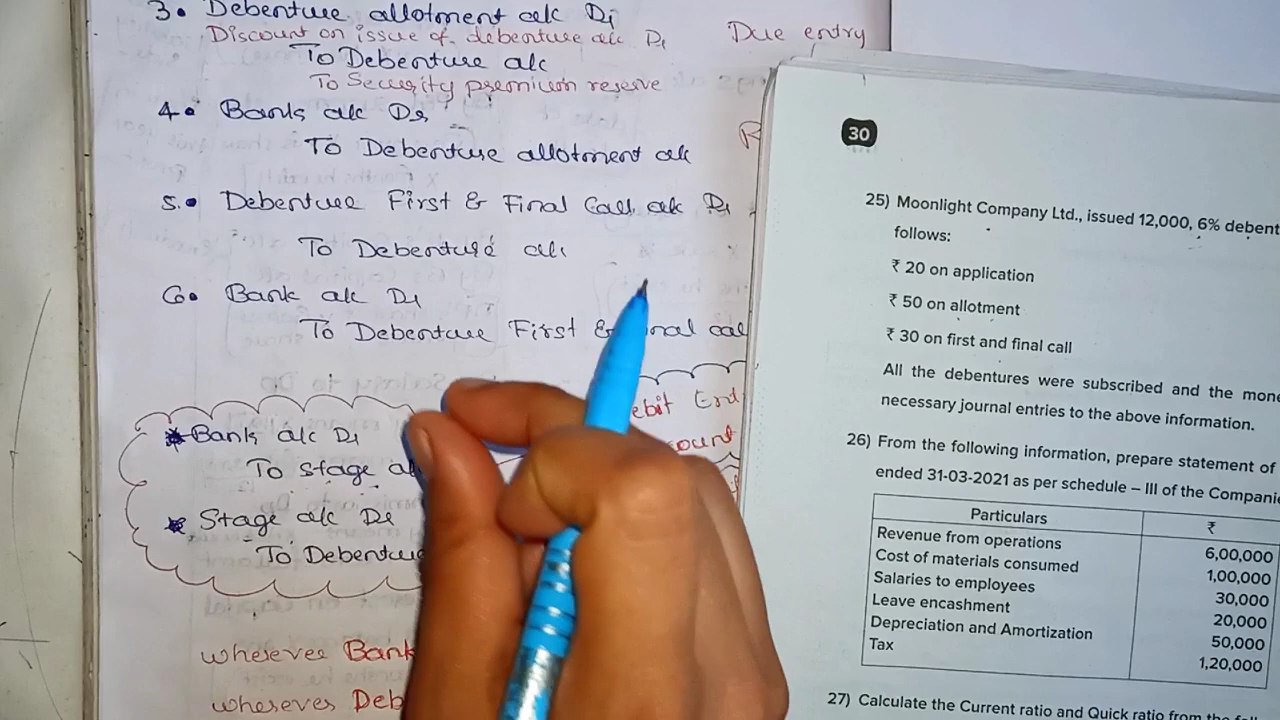 3. Debenture allotment a/c Dr
Discount on issue of debenture a/c Dr Due entry
To Debenture a/c
To Security premium reserve
4. Bank a/c Dr
To Debenture allotment a/c
R
5. Debenture First & Final Call a/c Dr
To Debenture a/c
6. Bank a/c Dr
To Debenture First & Final cal
ebit Ent
Bank a/c Dr
ount
To stage a/
Stage a/c Dr
To Debenture
wherever Bank
wherever Deb
30
25) Moonlight Company Ltd., issued 12,000, 6% debent
follows:
₹ 20 on application
₹ 50 on allotment
₹ 30 on first and final call
All the debentures were subscribed and the mone
necessary journal entries to the above information.
26) From the following information, prepare statement of
ended 31-03-2021 as per schedule – III of the Companie
Particulars ₹
Revenue from operations 6,00,000
Cost of materials consumed 1,00,000
Salaries to employees 30,000
Leave encashment 20,000
Depreciation and Amortization 50,000
Tax 1,20,000
27) Calculate the Current ratio and Quick ratio from the